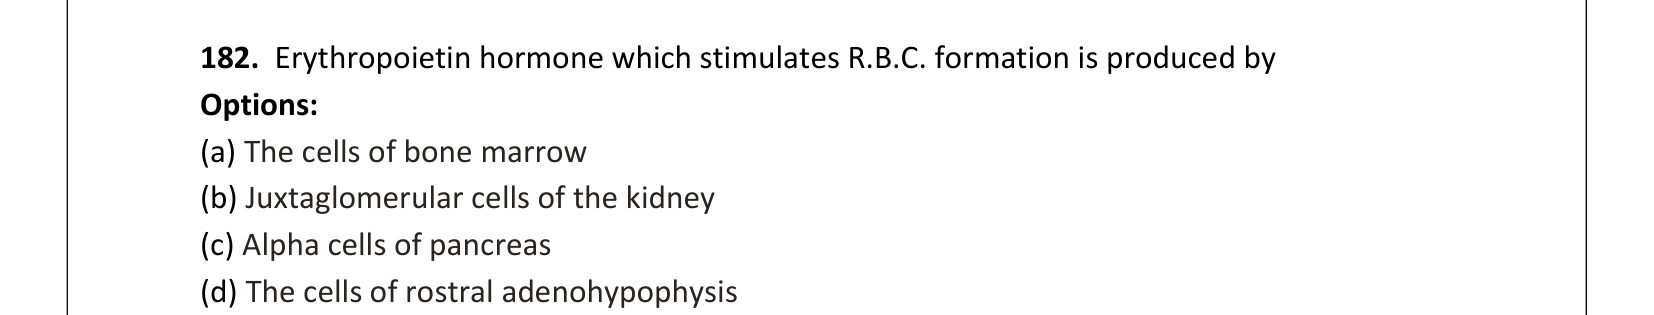 182. Erythropoietin hormone which stimulates R.B.C. formation is produced by
Options:
(a) The cells of bone marrow
(b) Juxtaglomerular cells of the kidney
(c) Alpha cells of pancreas
(d) The cells of rostral adenohypophysis